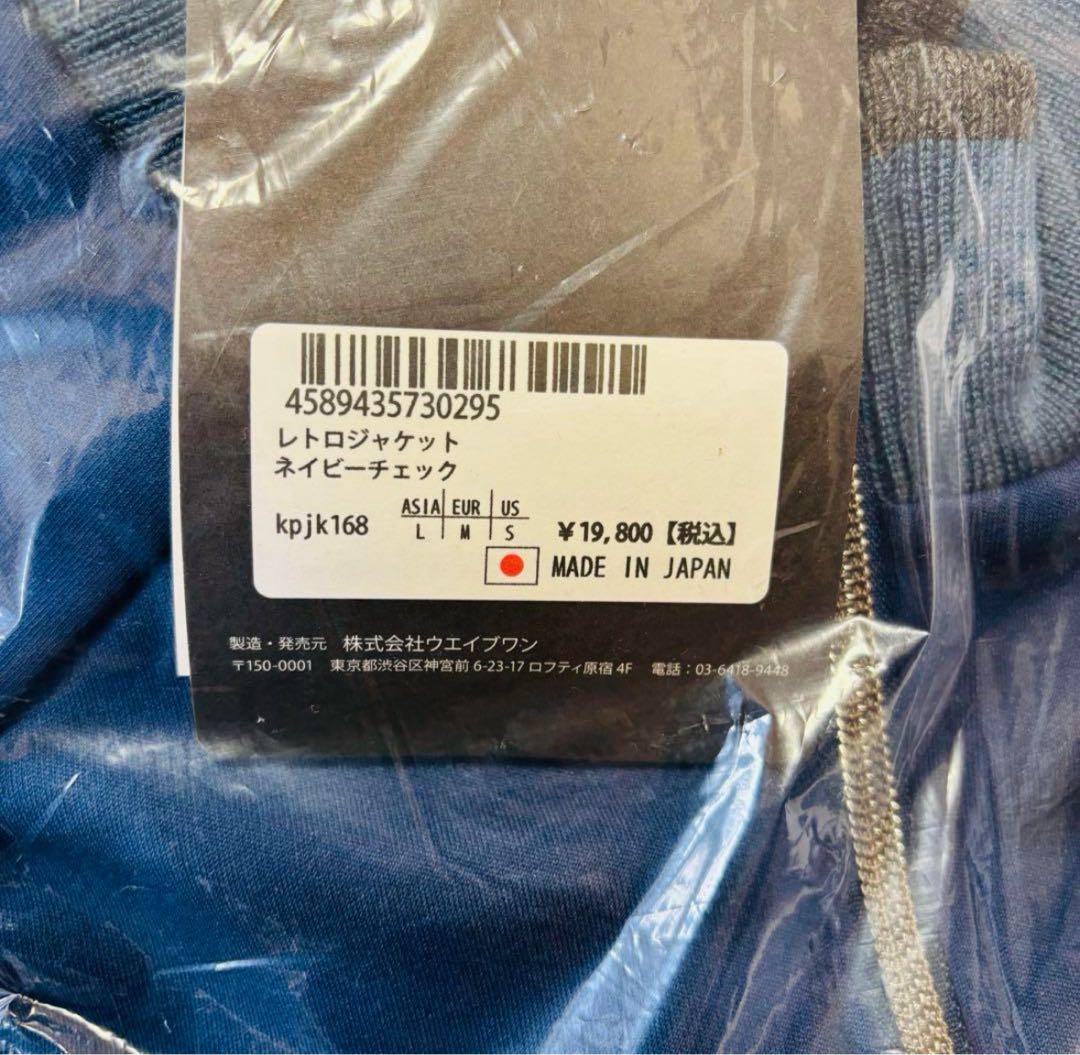 4589435730295
レトロジャケット
ネイビーチェック
kpjk168
ASIA EUR US
L M S
￥19,800【税込】
MADE IN JAPAN
製造・発売元 株式会社ウエイブワン
〒150-0001 東京都渋谷区神宮前 6-23-17 ロフティ原宿 4F 電話：03-6418-9448